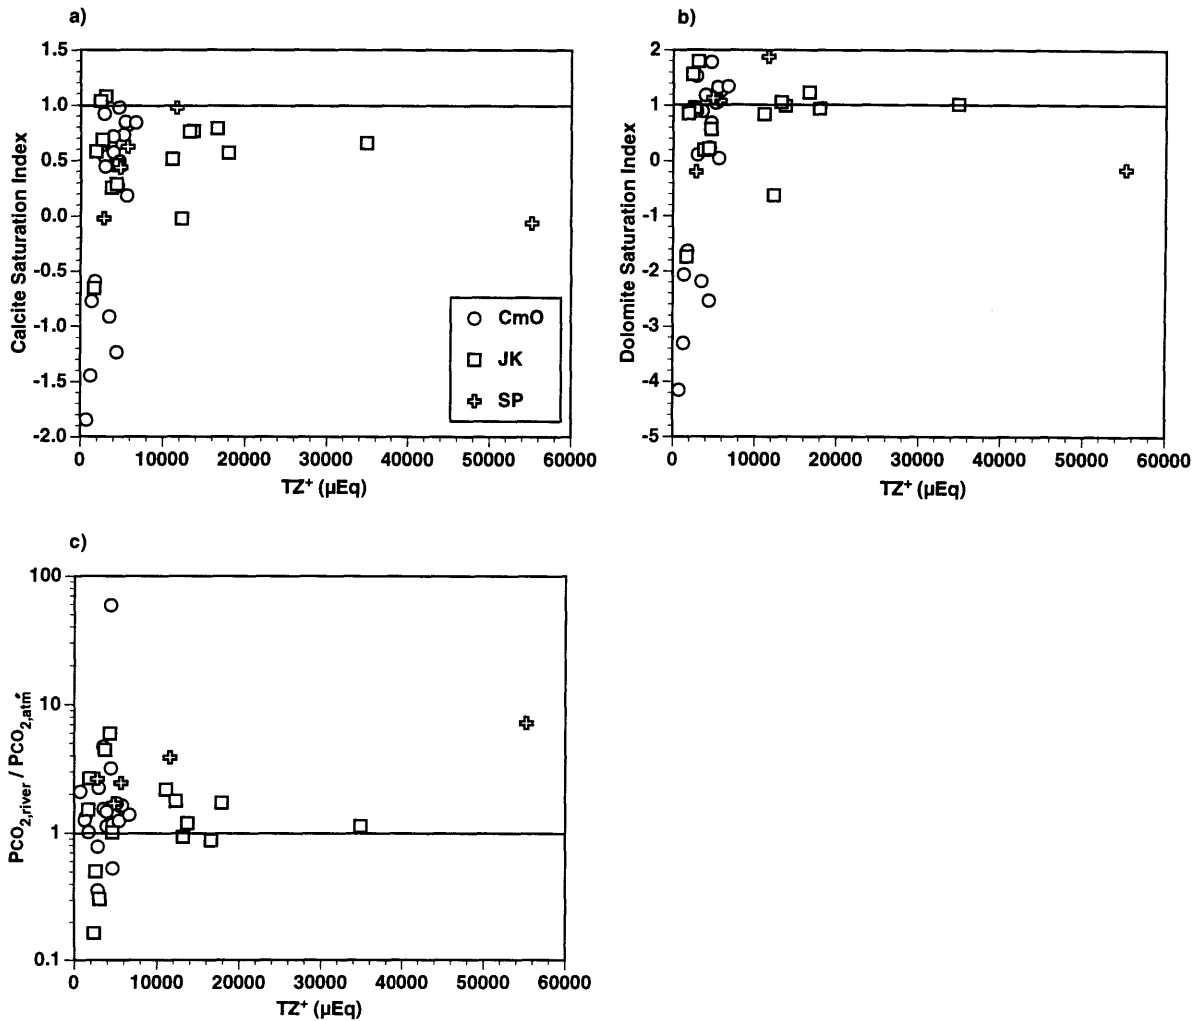 a)
1.5
1.0
0.5
0.0
-0.5
-1.0
-1.5
-2.0
Calcite Saturation Index
0 10000 20000 30000 40000 50000 60000
TZ+ (µEq)
CmO
JK
SP
b)
2
1
0
-1
-2
-3
-4
-5
Dolomite Saturation Index
0 10000 20000 30000 40000 50000 60000
TZ+ (µEq)
c)
100
10
1
0.1
PCO2,river / PCO2,atm
0 10000 20000 30000 40000 50000 60000
TZ+ (µEq)